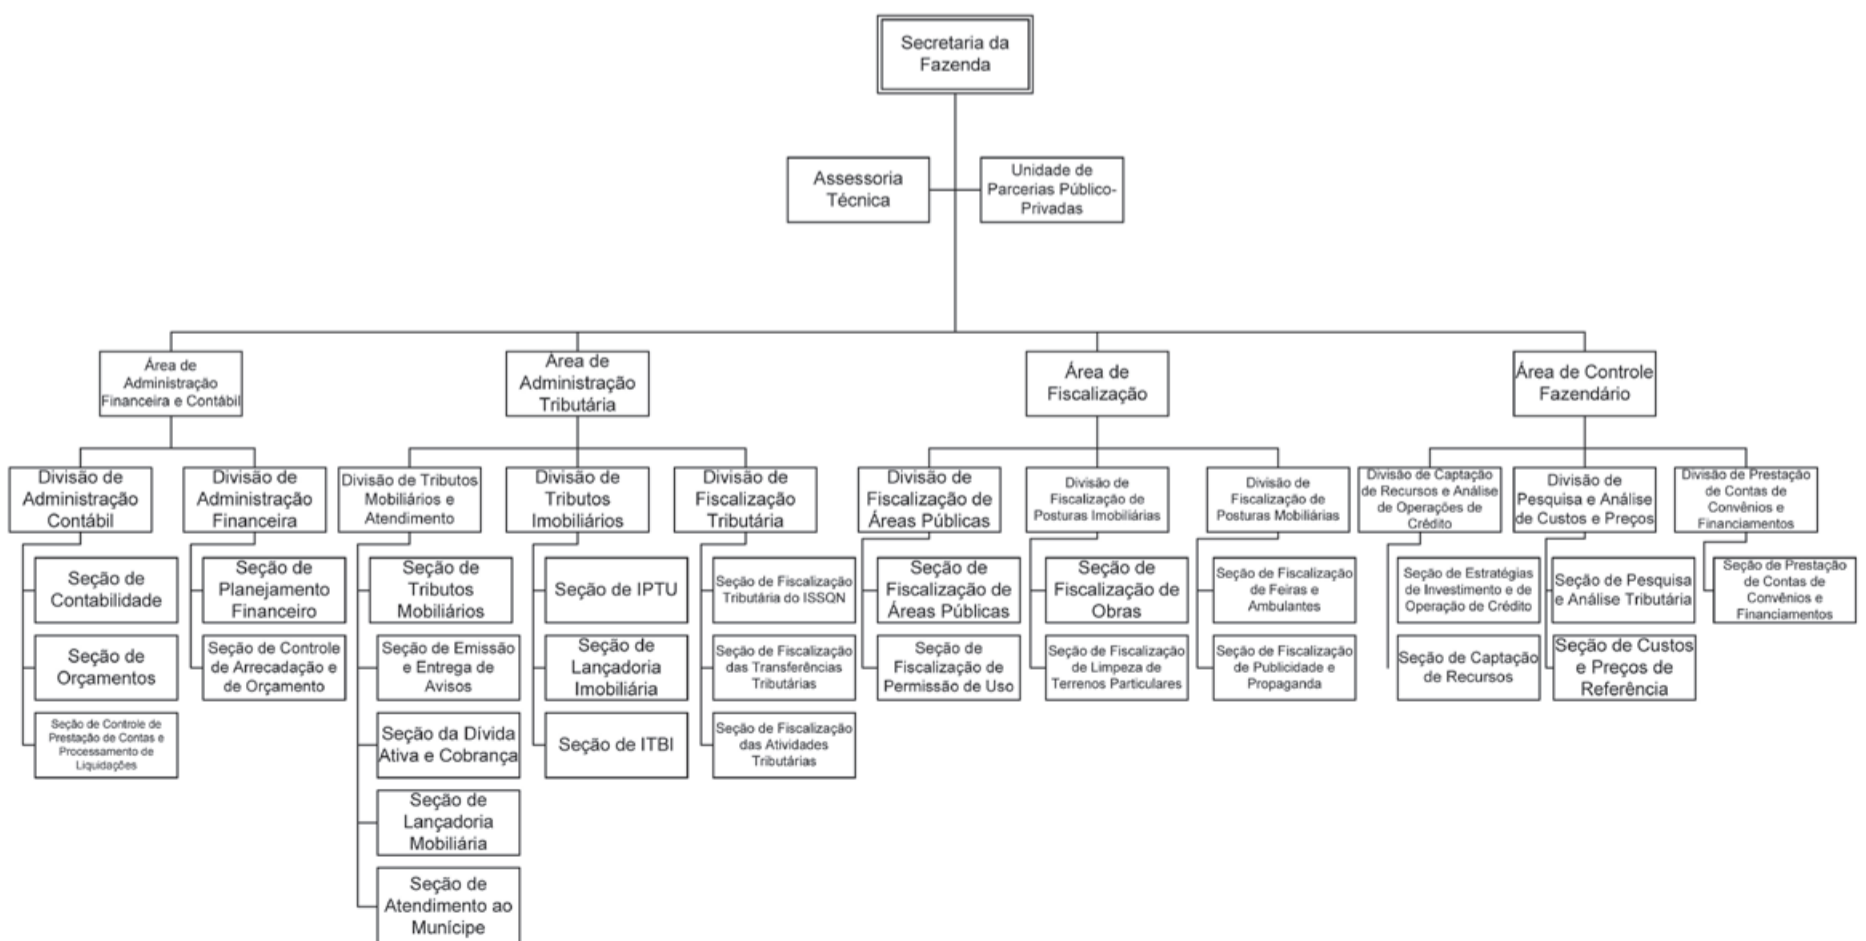 Secretaria da
Fazenda
Assessoria
Técnica
Unidade de
Parcerias Público-
Privadas
Área de
Administração
Financeira e Contábil
Área de
Administração
Tributária
Área de
Fiscalização
Área de Controle
Fazendário
Divisão de
Administração
Contábil
Divisão de
Administração
Financeira
Divisão de Tributos
Mobiliários e
Atendimento
Divisão de
Tributos
Imobiliários
Divisão de
Fiscalização
Tributária
Divisão de
Fiscalização de
Áreas Públicas
Divisão de
Fiscalização de
Posturas Imobiliárias
Divisão de
Fiscalização de
Posturas Mobiliárias
Divisão de Captação
de Recursos e Análise
de Operações de
Crédito
Divisão de
Pesquisa e Análise
de Custos e Preços
Divisão de Prestação
de Contas de
Convênios e
Financiamentos
Seção de
Contabilidade
Seção de
Planejamento
Financeiro
Seção de
Tributos
Mobiliários
Seção de IPTU
Seção de Fiscalização
Tributária do ISSQN
Seção de
Fiscalização de
Áreas Públicas
Seção de
Fiscalização de
Obras
Seção de Fiscalização
de Feiras e
Ambulantes
Seção de Estratégias
de Investimento e de
Operação de Crédito
Seção de Pesquisa
e Análise Tributária
Seção de Prestação
de Contas de
Convênios e
Financiamentos
Seção de
Orçamentos
Seção de Controle
de Arrecadação e
de Orçamento
Seção de Emissão
e Entrega de
Avisos
Seção de
Lançadoria
Imobiliária
Seção de Fiscalização
das Transferências
Tributárias
Seção de
Fiscalização de
Permissão de Uso
Seção de Fiscalização
de Limpeza de
Terrenos Particulares
Seção de Fiscalização
de Publicidade e
Propaganda
Seção de Captação
de Recursos
Seção de Custos
e Preços de
Referência
Seção de Controle de
Prestação de Contas e
Processamento de
Liquidações
Seção da Dívida
Ativa e Cobrança
Seção de ITBI
Seção de Fiscalização
das Atividades
Tributárias
Seção de
Lançadoria
Mobiliária
Seção de
Atendimento ao
Munícipe